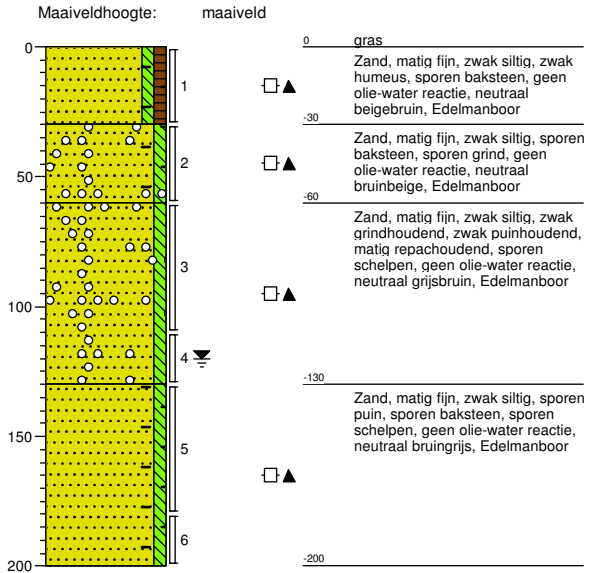 Maaiveldhoogte: maaiveld
0
0 gras
Zand, matig fijn, zwak siltig, zwak
humeus, sporen baksteen, geen
olie-water reactie, neutraal
beigebruin, Edelmanboor
1
-30
Zand, matig fijn, zwak siltig, sporen
baksteen, sporen grind, geen
olie-water reactie, neutraal
bruinbeige, Edelmanboor
2
50
-60
Zand, matig fijn, zwak siltig, zwak
grindhoudend, zwak puinhoudend,
matig repachoudend, sporen
schelpen, geen olie-water reactie,
neutraal grijsbruin, Edelmanboor
3
100
4
-130
Zand, matig fijn, zwak siltig, sporen
puin, sporen baksteen, sporen
schelpen, geen olie-water reactie,
neutraal bruingrijs, Edelmanboor
150
5
6
200
-200